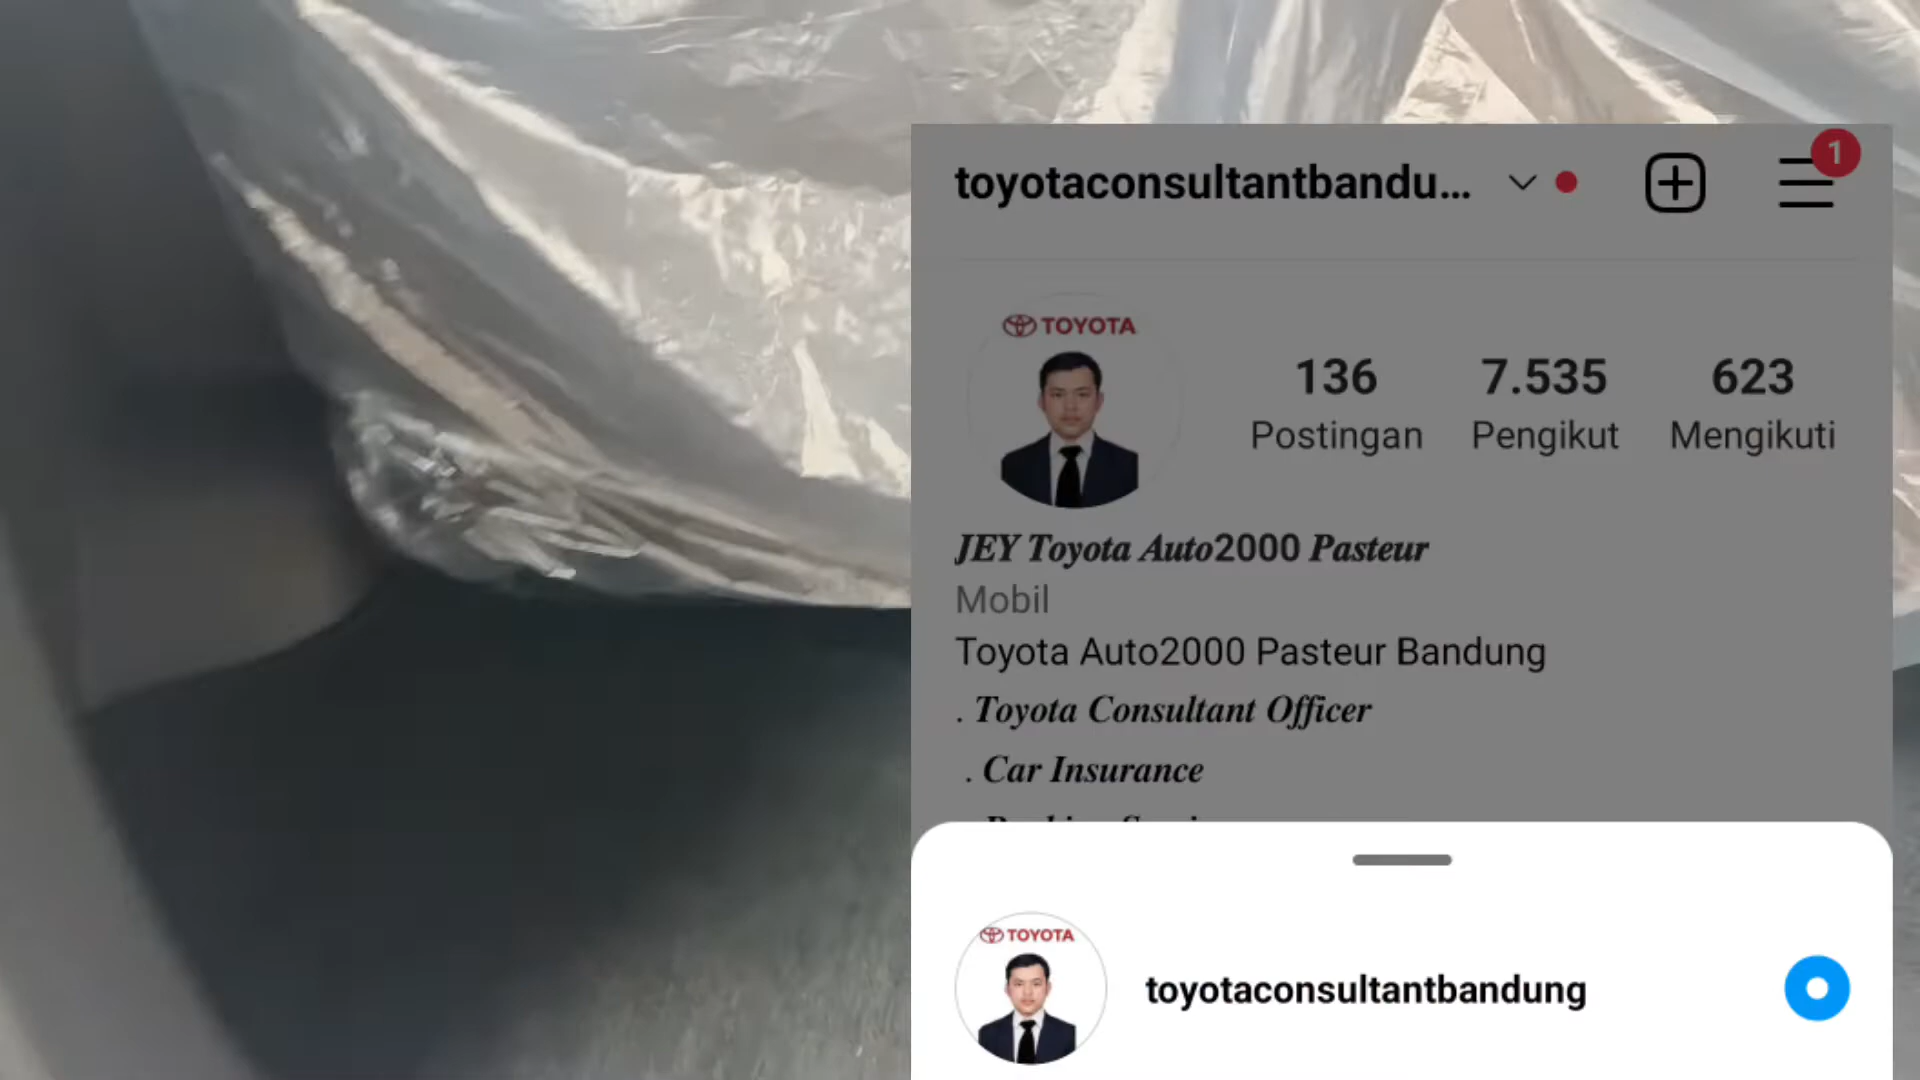 toyotaconsultantbandu...
1
TOYOTA
136 7.535 623
Postingan Pengikut Mengikuti
JEY Toyota Auto2000 Pasteur
Mobil
Toyota Auto2000 Pasteur Bandung
. Toyota Consultant Officer
. Car Insurance
TOYOTA
toyotaconsultantbandung